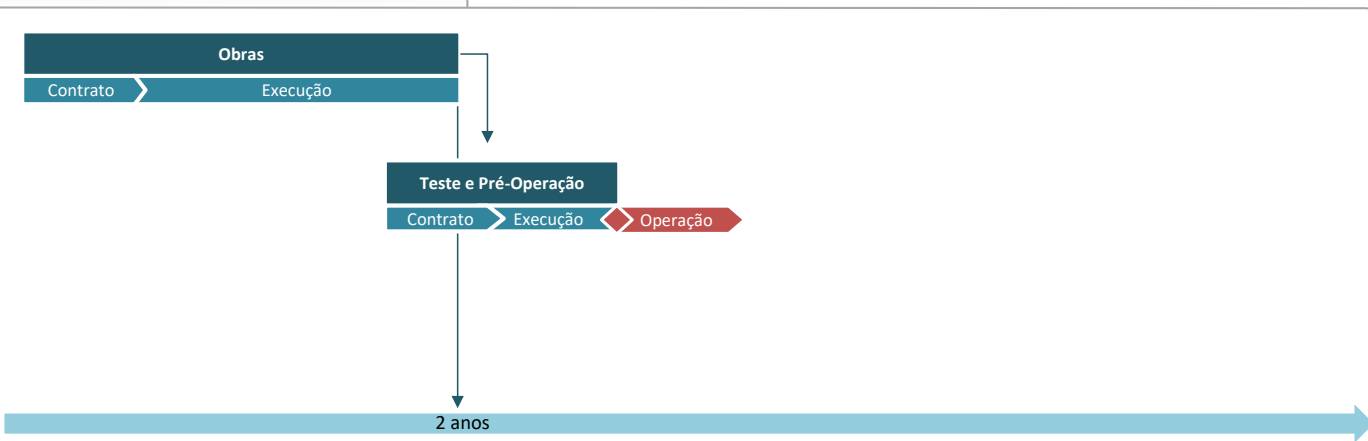 Obras
Contrato Execução
Teste e Pré-Operação
Contrato Execução Operação
2 anos